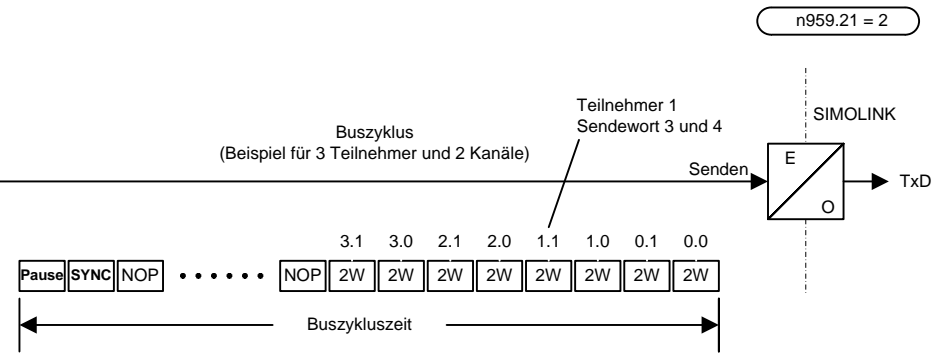 n959.21 = 2
Teilnehmer 1
Sendewort 3 und 4
SIMOLINK
Buszyklus
(Beispiel für 3 Teilnehmer und 2 Kanäle)
Senden
E
O
TxD
3.1 3.0 2.1 2.0 1.1 1.0 0.1 0.0
Pause SYNC NOP NOP 2W 2W 2W 2W 2W 2W 2W 2W
Buszykluszeit